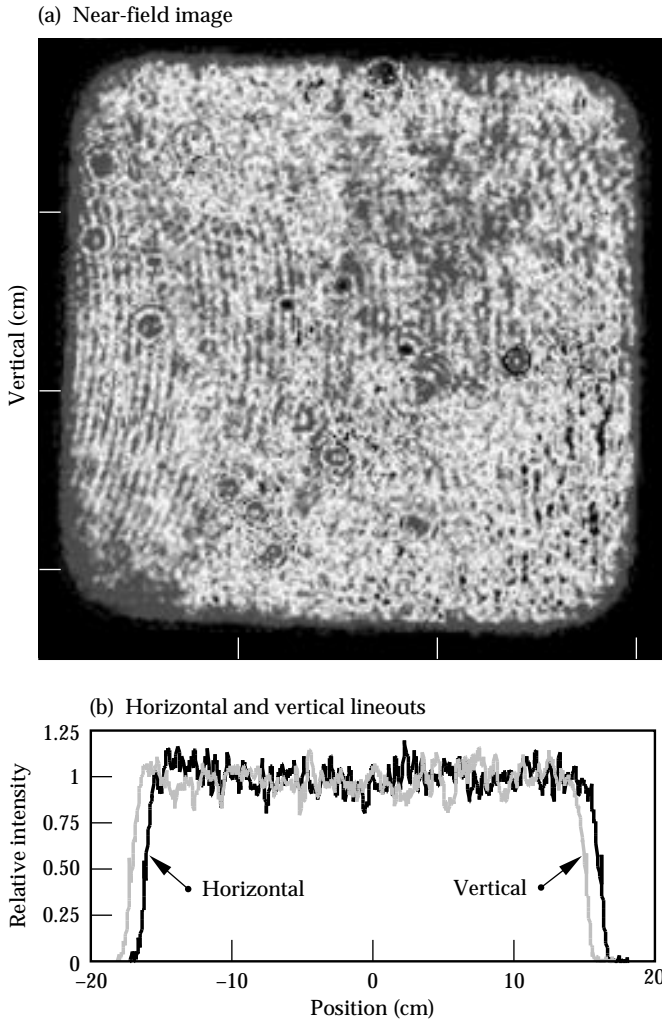 (a) Near-field image
Vertical (cm)
(b) Horizontal and vertical lineouts
Relative intensity
1.25
1
0.75
0.50
0.25
0
Horizontal
Vertical
−20
−10
0
10
20
Position (cm)